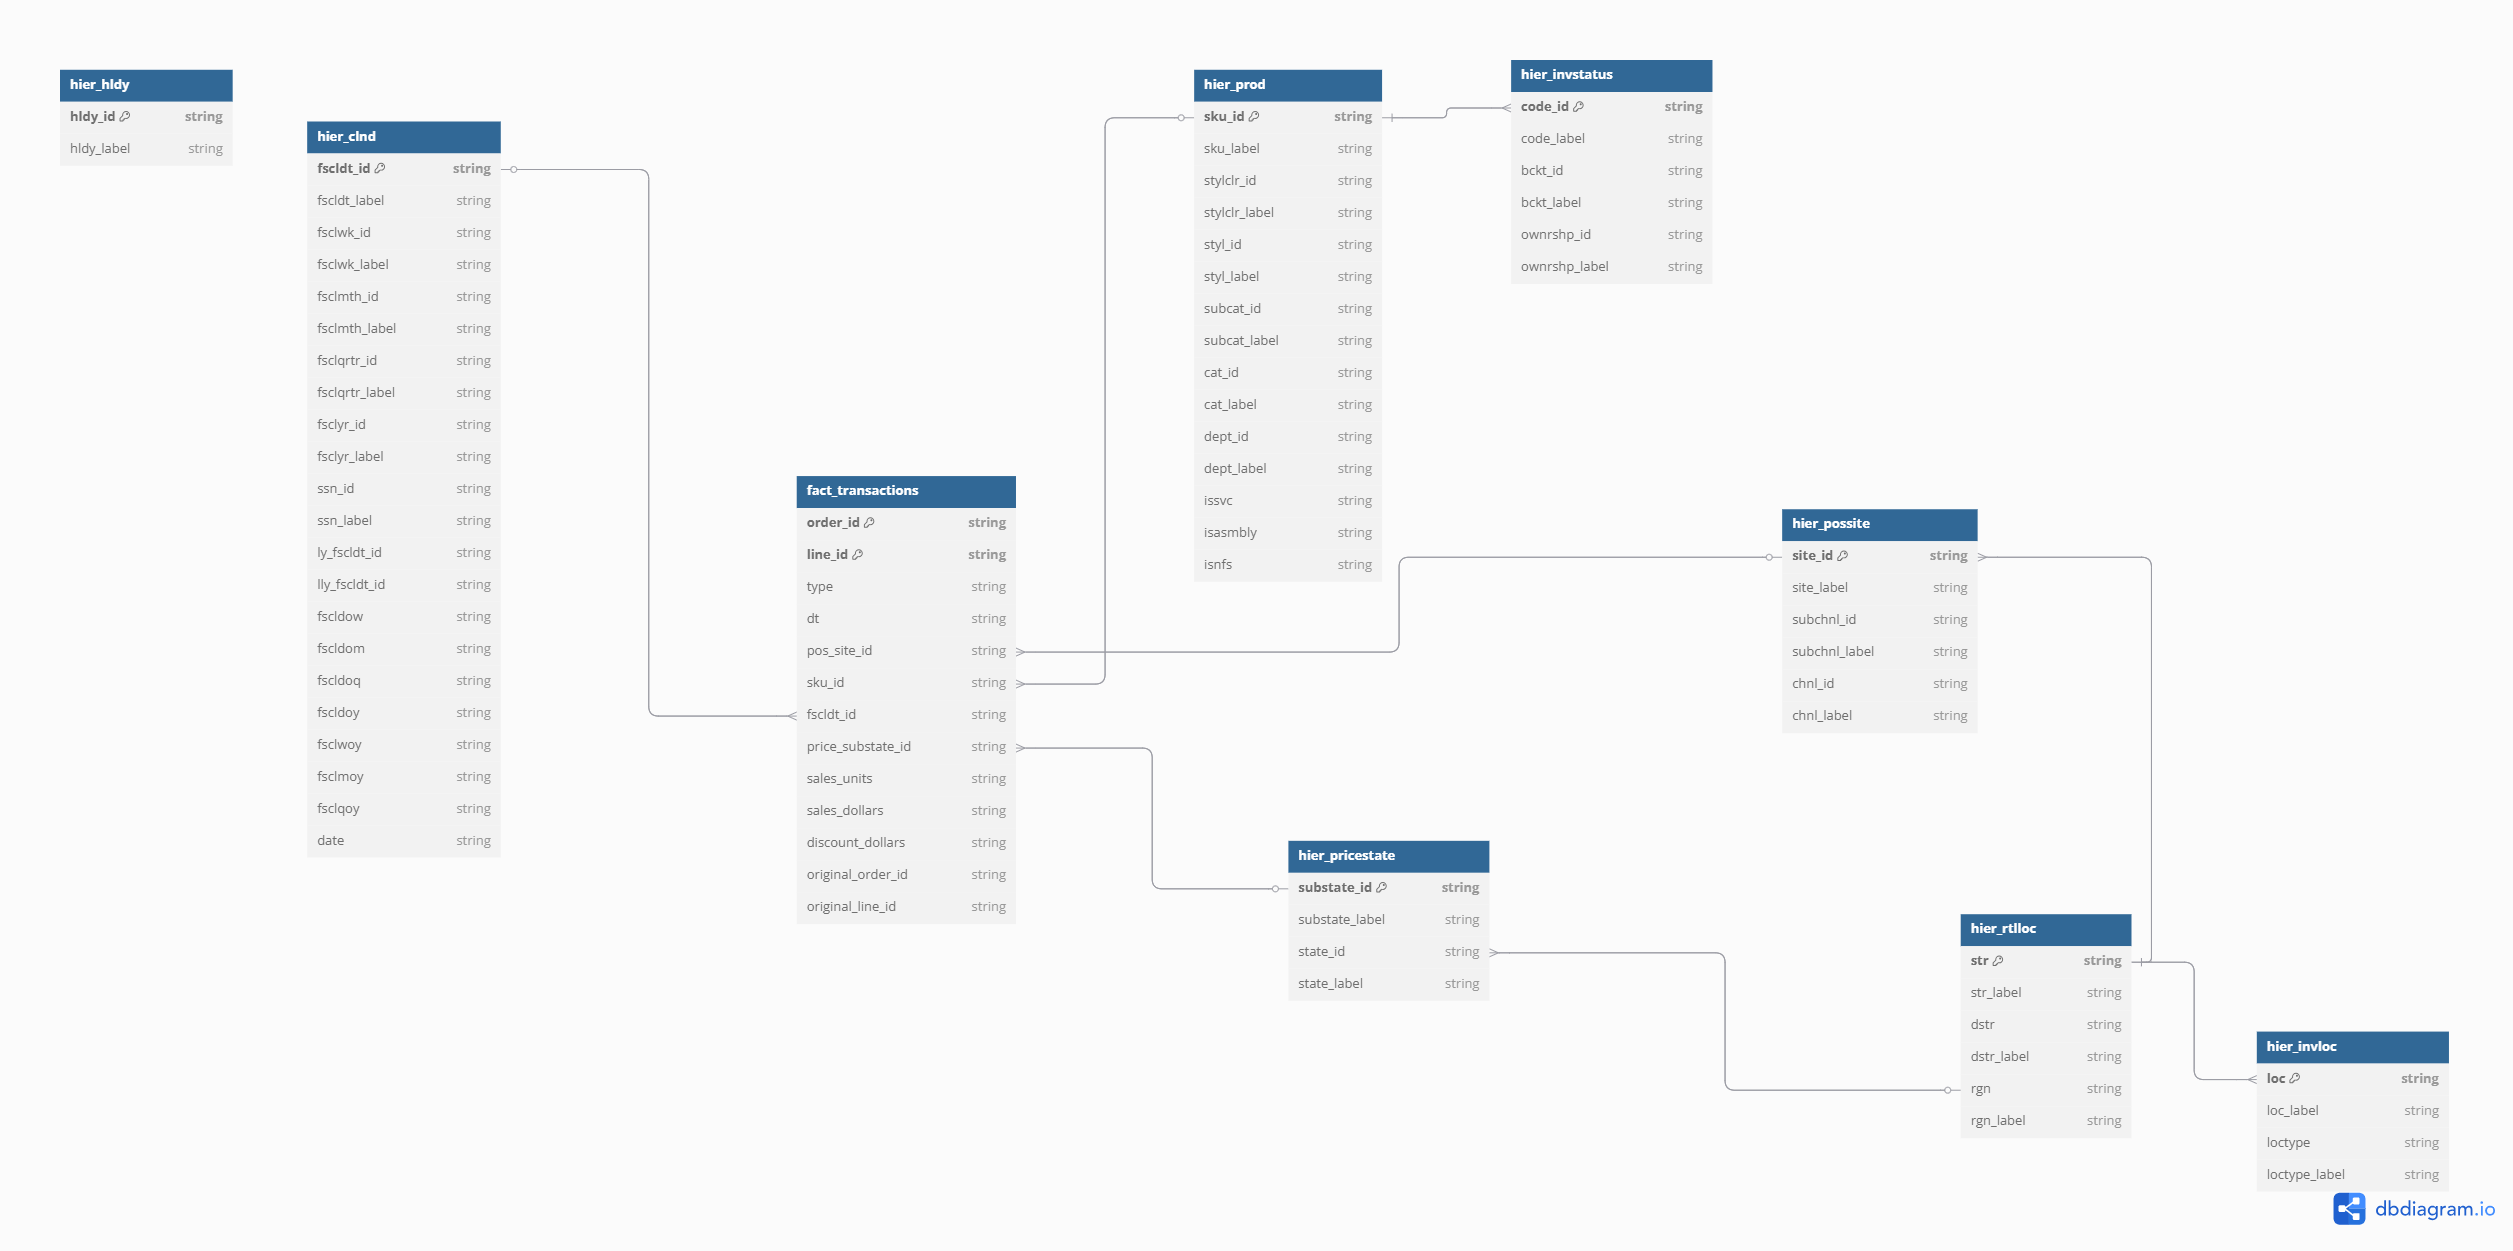 hier_hldy
hldy_id string
hldy_label string
hier_clnd
fscldt_id string
fscldt_label string
fsclwk_id string
fsclwk_label string
fsclmth_id string
fsclmth_label string
fsclqrtr_id string
fsclqrtr_label string
fsclyr_id string
fsclyr_label string
ssn_id string
ssn_label string
ly_fscldt_id string
lly_fscldt_id string
fscldow string
fscldom string
fscldoq string
fscldoy string
fsclwoy string
fsclmoy string
fsclqoy string
date string
fact_transactions
order_id string
line_id string
type string
dt string
pos_site_id string
sku_id string
fscldt_id string
price_substate_id string
sales_units string
sales_dollars string
discount_dollars string
original_order_id string
original_line_id string
hier_prod
sku_id string
sku_label string
stylclr_id string
stylclr_label string
styl_id string
styl_label string
subcat_id string
subcat_label string
cat_id string
cat_label string
dept_id string
dept_label string
issvc string
isasmbly string
isnfs string
hier_invstatus
code_id string
code_label string
bckt_id string
bckt_label string
ownrshp_id string
ownrshp_label string
hier_possite
site_id string
site_label string
subchnl_id string
subchnl_label string
chnl_id string
chnl_label string
hier_pricestate
substate_id string
substate_label string
state_id string
state_label string
hier_rtlloc
str string
str_label string
dstr string
dstr_label string
rgn string
rgn_label string
hier_invloc
loc string
loc_label string
loctype string
loctype_label string
dbdiagram.io